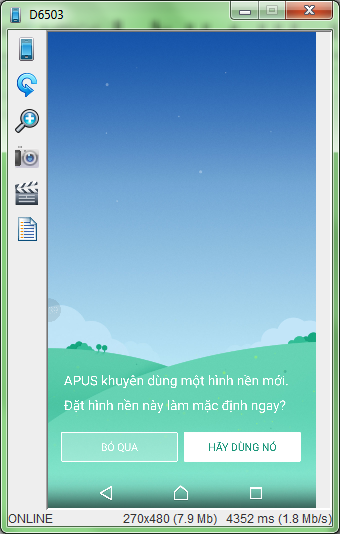 D6503
APUS khuyên dùng một hình nền mới.
Đặt hình nền này làm mặc định ngay?
BỎ QUA
HÃY DÙNG NÓ
ONLINE 270x480 (7.9 Mb) 4352 ms (1.8 Mb/s)